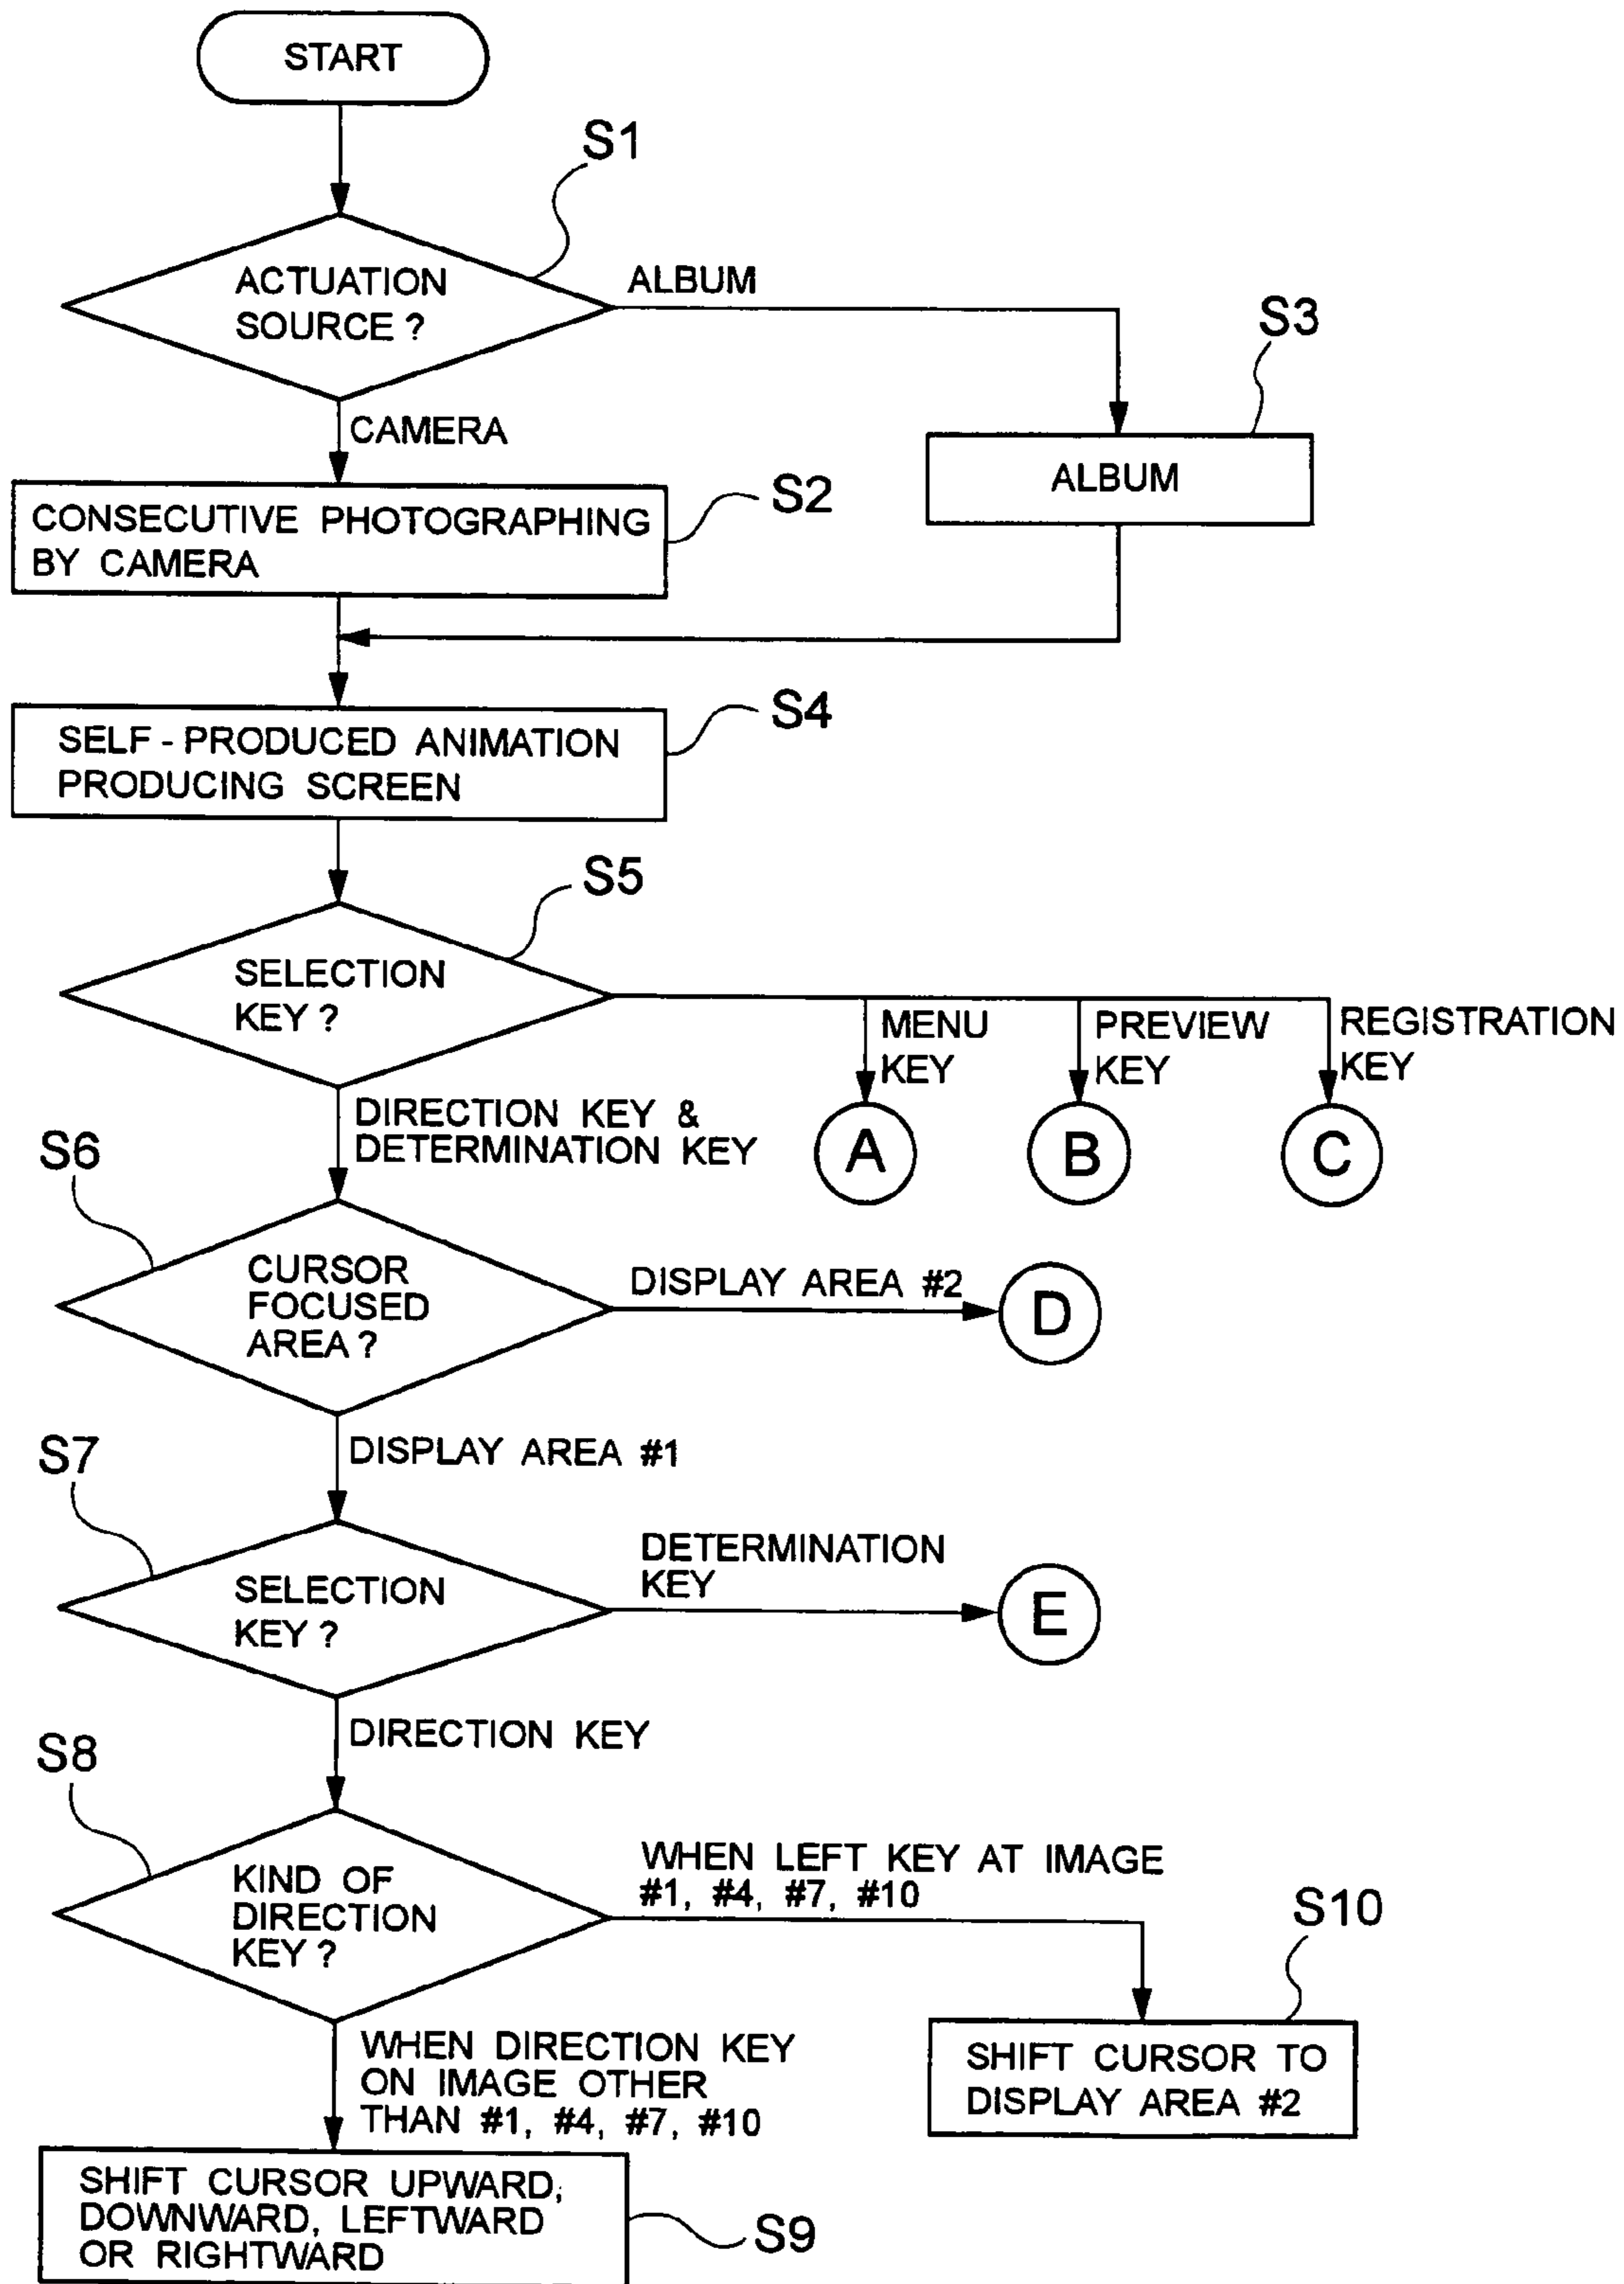 START
S1
ACTUATION
SOURCE ?
ALBUM
S3
CAMERA
ALBUM
S2
CONSECUTIVE PHOTOGRAPHING
BY CAMERA
S4
SELF - PRODUCED ANIMATION
PRODUCING SCREEN
S5
SELECTION
KEY ?
MENU
KEY
PREVIEW
KEY
REGISTRATION
KEY
DIRECTION KEY &
DETERMINATION KEY
A
B
C
S6
CURSOR
FOCUSED
AREA ?
DISPLAY AREA #2
D
S7
DISPLAY AREA #1
SELECTION
KEY ?
DETERMINATION
KEY
E
DIRECTION KEY
S8
KIND OF
DIRECTION
KEY ?
WHEN LEFT KEY AT IMAGE
#1, #4, #7, #10
S10
WHEN DIRECTION KEY
ON IMAGE OTHER
THAN #1, #4, #7, #10
SHIFT CURSOR TO
DISPLAY AREA #2
SHIFT CURSOR UPWARD,
DOWNWARD, LEFTWARD
OR RIGHTWARD
S9